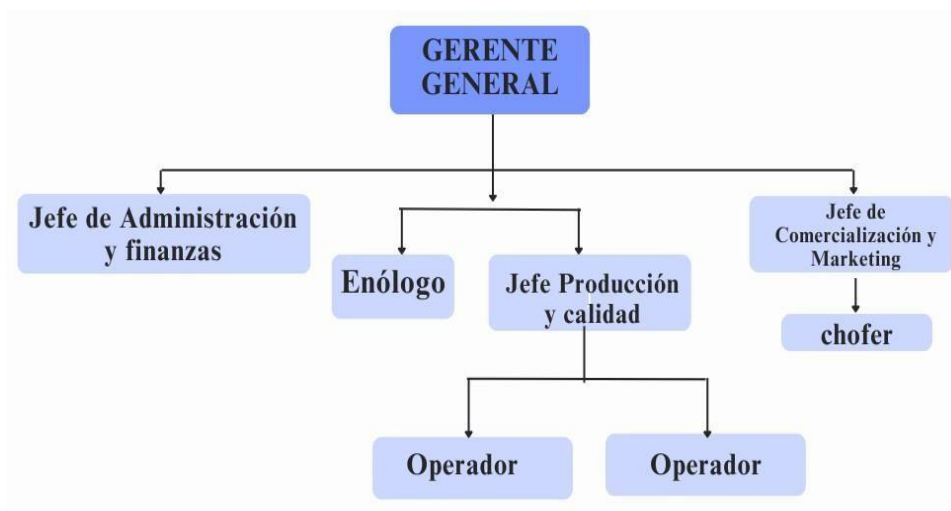 GERENTE
GENERAL
Jefe de Administración
y finanzas
Enólogo
Jefe Producción
y calidad
Jefe de
Comercialización y
Marketing
chofer
Operador
Operador